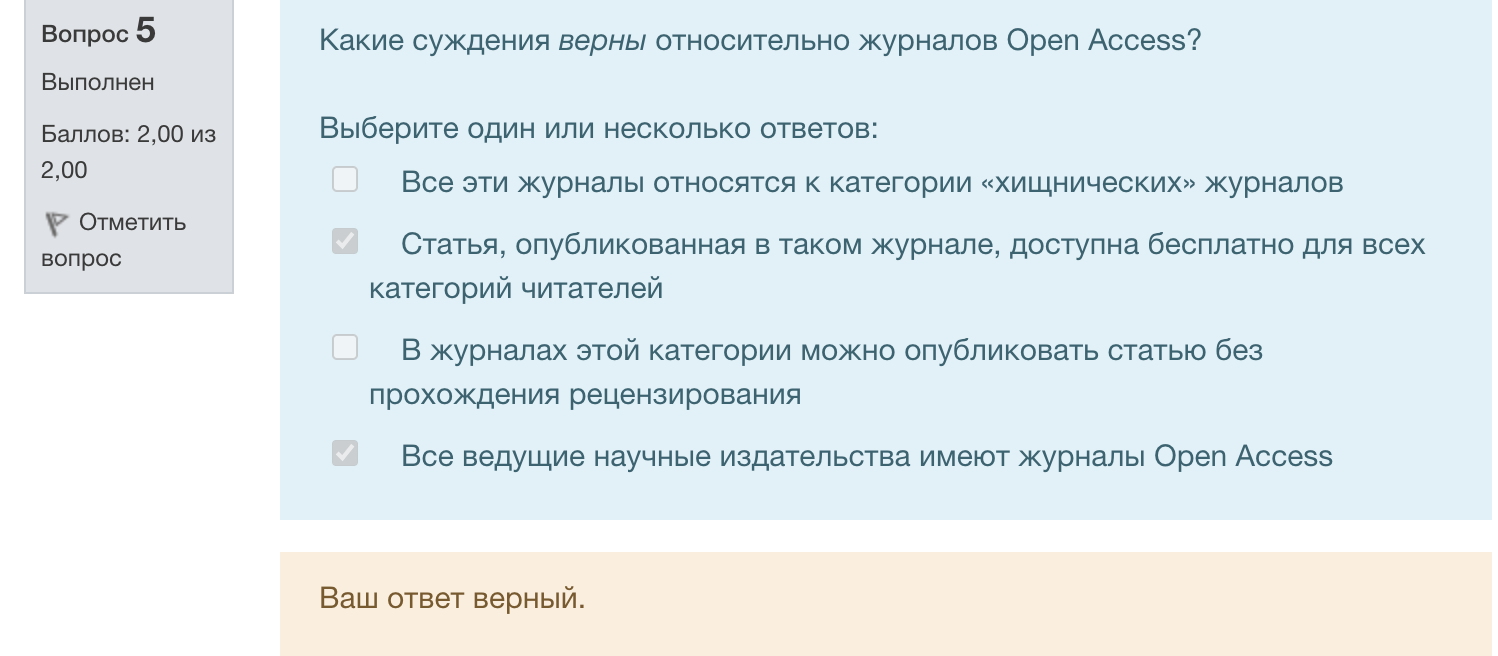 Вопрос 5
Выполнен
Баллов: 2,00 из
2,00
Отметить
вопрос
Какие суждения верны относительно журналов Open Access?
Выберите один или несколько ответов:
Все эти журналы относятся к категории «хищнических» журналов
Статья, опубликованная в таком журнале, доступна бесплатно для всех
категорий читателей
В журналах этой категории можно опубликовать статью без
прохождения рецензирования
Все ведущие научные издательства имеют журналы Open Access
Ваш ответ верный.